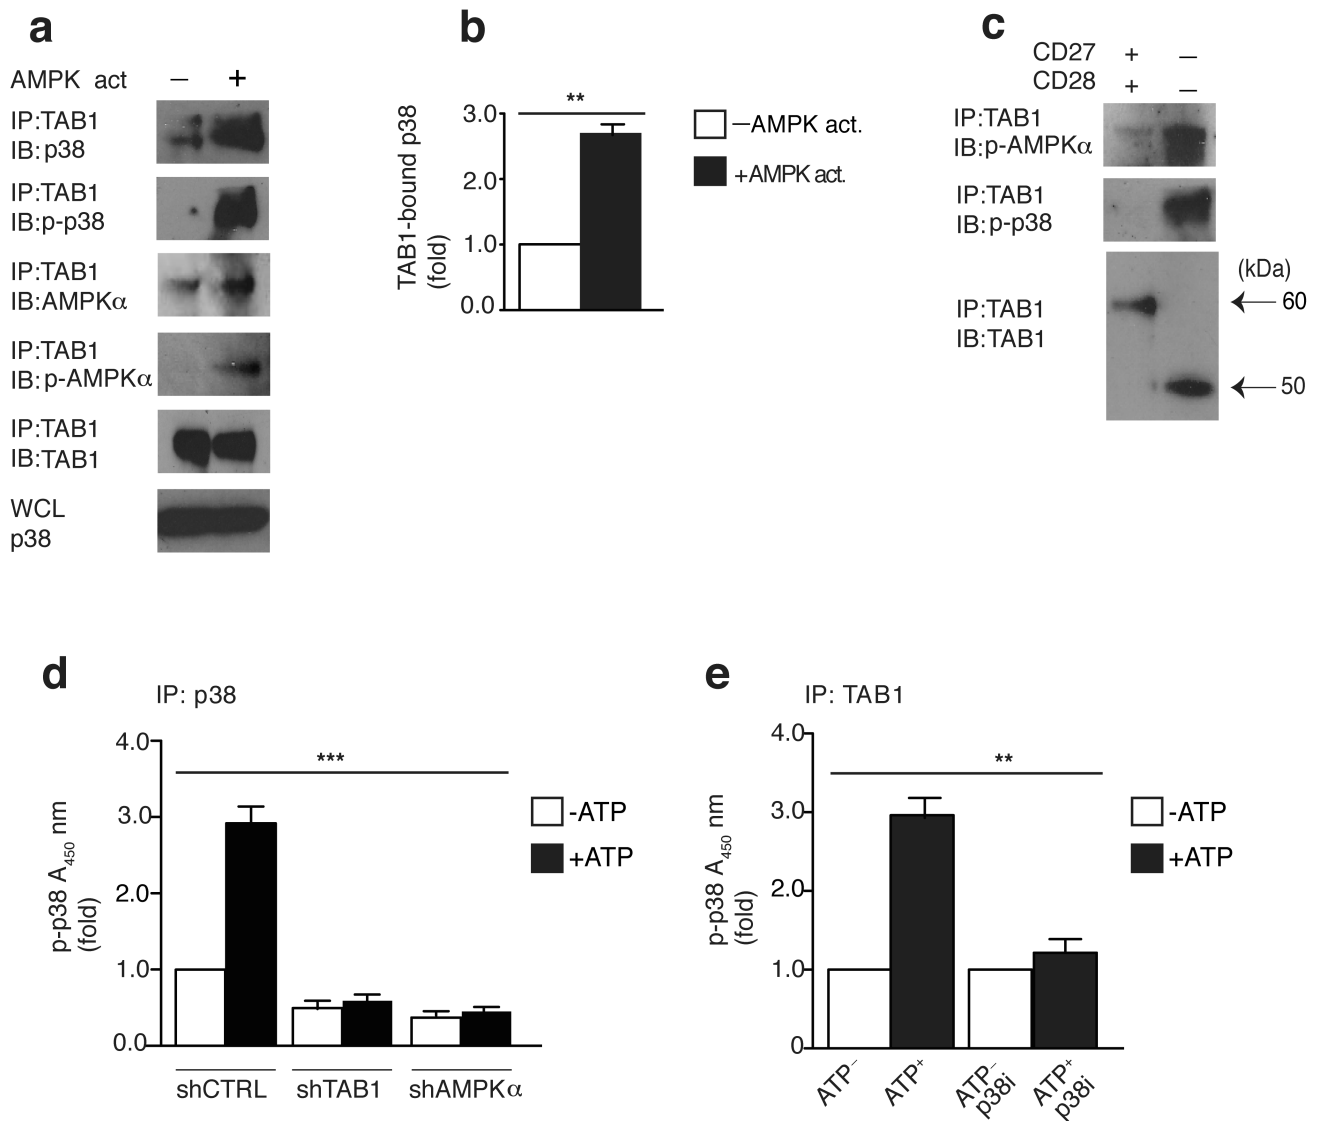 a
AMPK act − +
IP:TAB1
IB:p38
IP:TAB1
IB:p-p38
IP:TAB1
IB:AMPKα
IP:TAB1
IB:p-AMPKα
IP:TAB1
IB:TAB1
WCL
p38
b
**
3.0
2.0
1.0
0.0
TAB1-bound p38
(fold)
−AMPK act.
+AMPK act.
c
CD27 + −
CD28 + −
IP:TAB1
IB:p-AMPKα
IP:TAB1
IB:p-p38
IP:TAB1
IB:TAB1
(kDa)
60
50
d
IP: p38
***
4.0
3.0
2.0
1.0
0.0
p-p38 A450 nm
(fold)
-ATP
+ATP
shCTRL shTAB1 shAMPKα
e
IP: TAB1
**
4.0
3.0
2.0
1.0
0
p-p38 A450 nm
(fold)
-ATP
+ATP
ATP−
ATP+
ATP−
p38i
ATP+
p38i